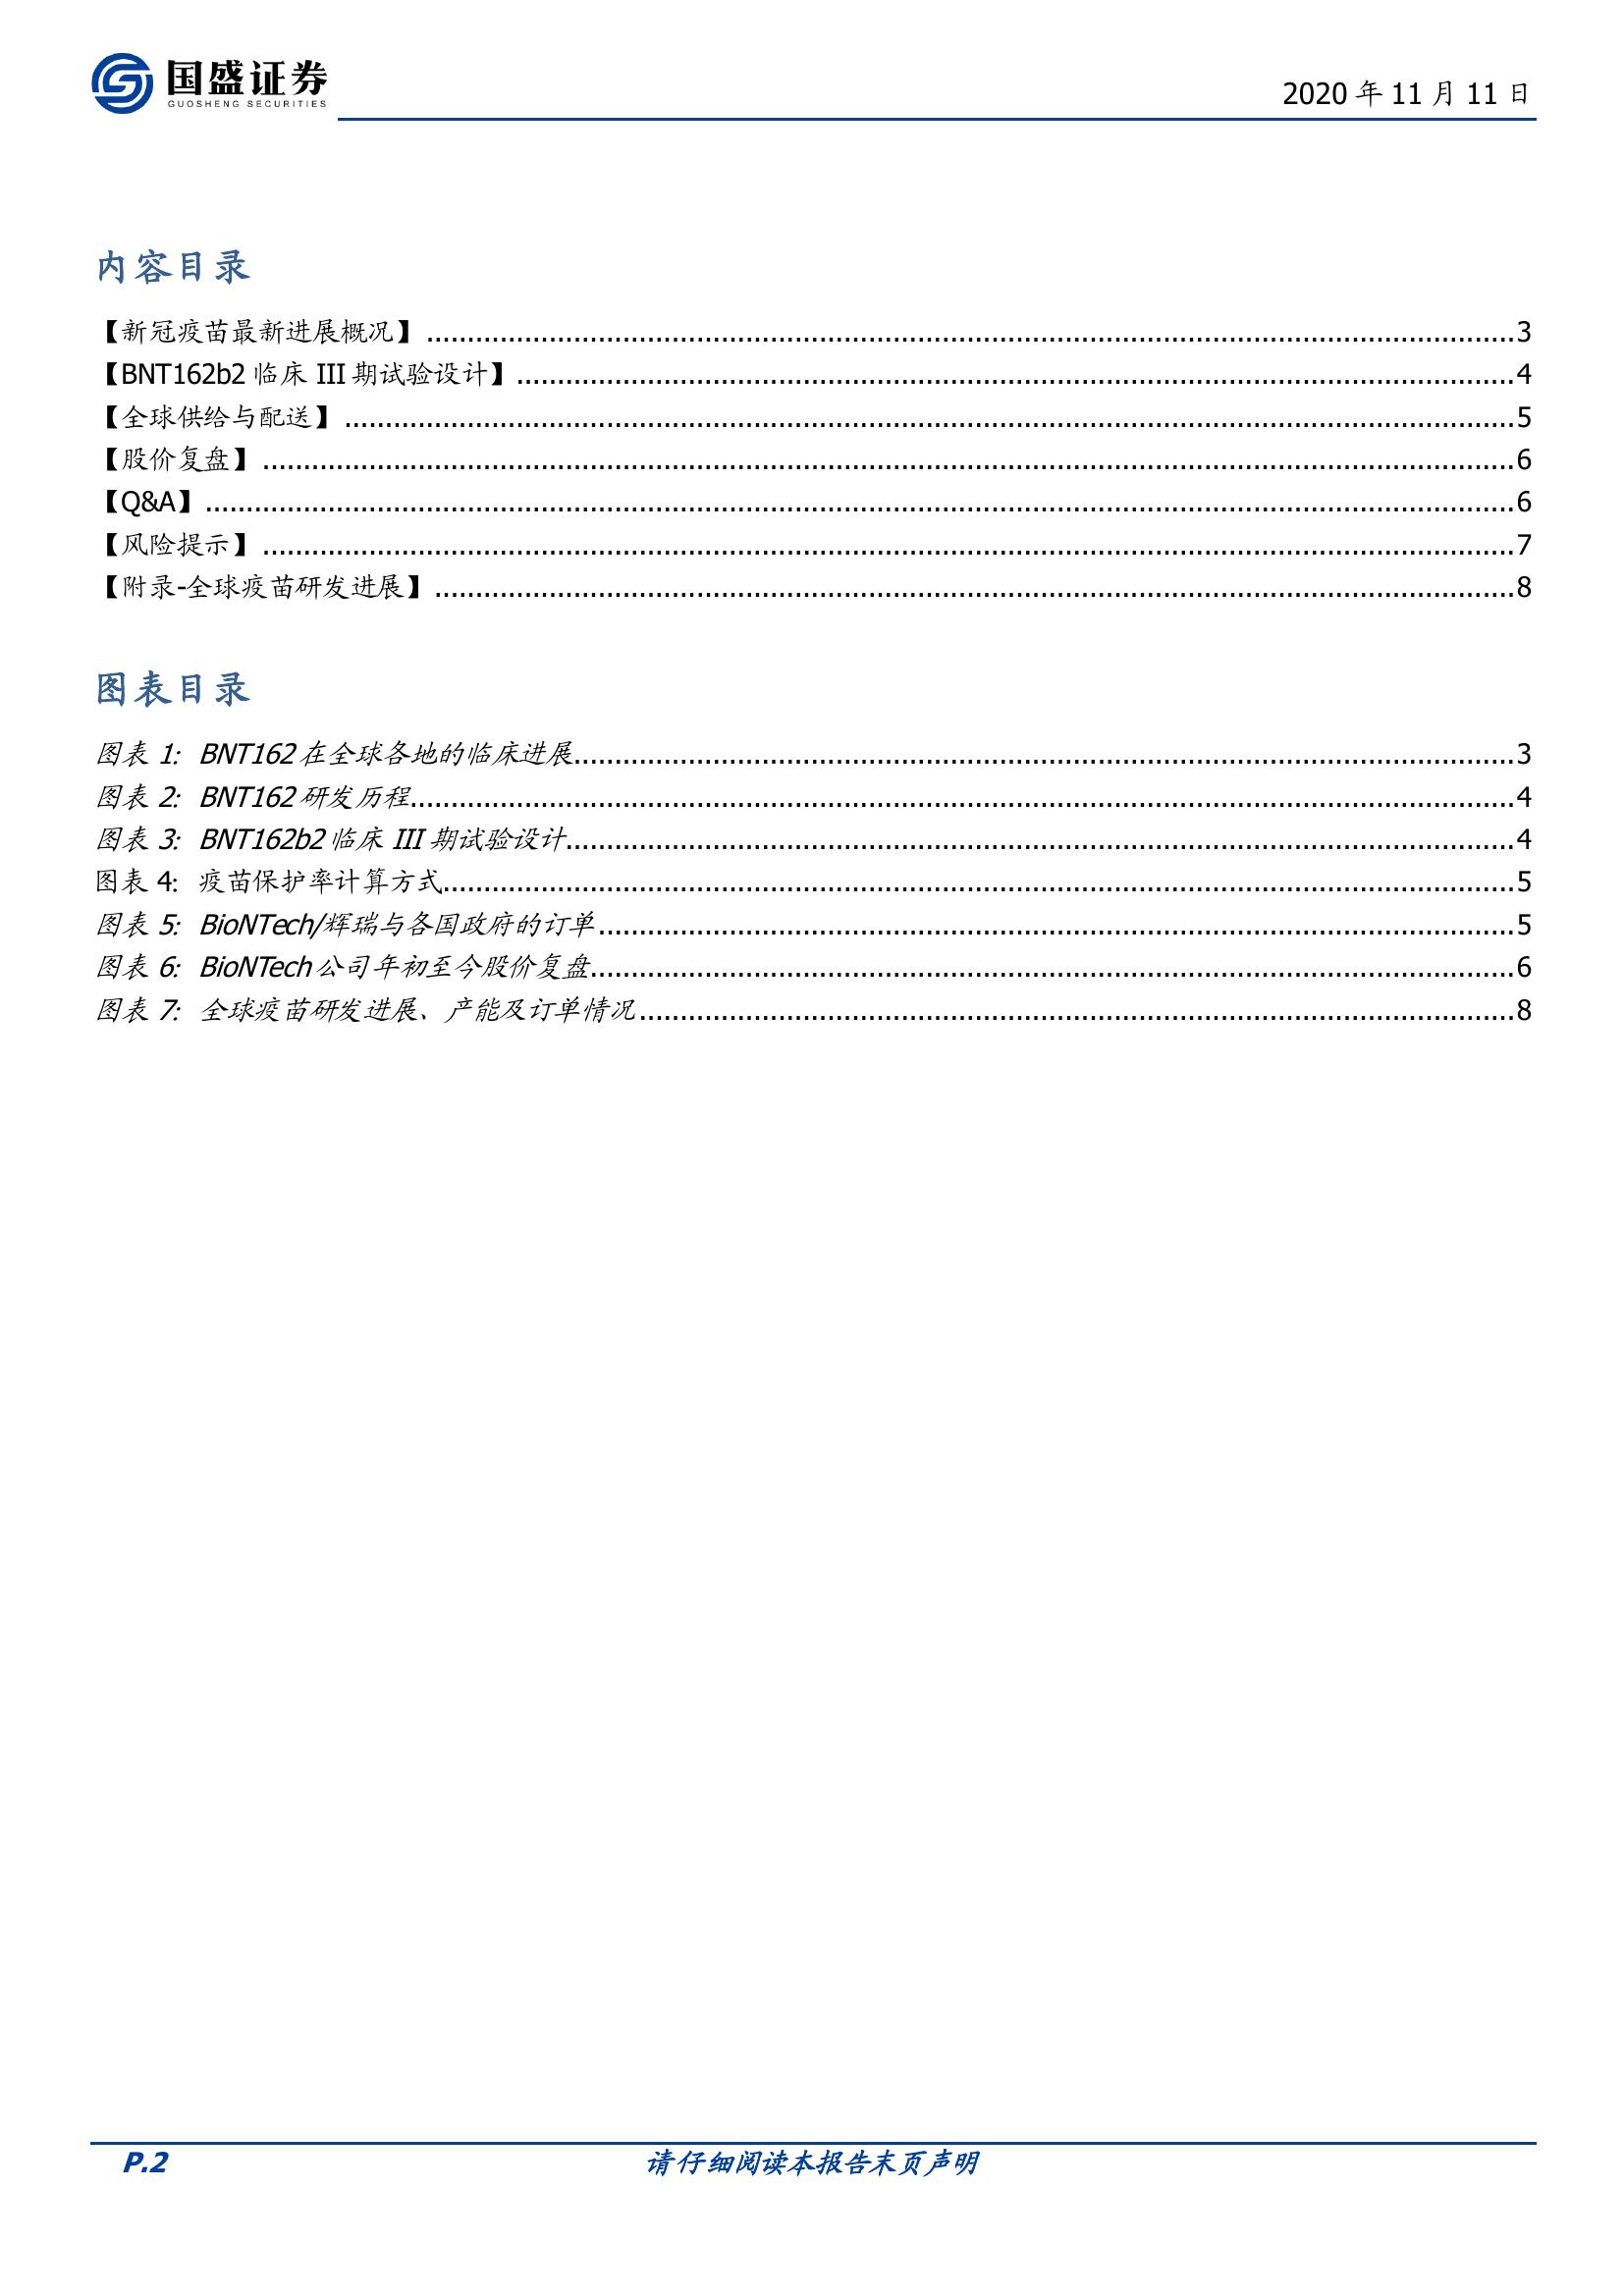 国盛证券
GUOSHENG SECURITIES
2020 年 11 月 11 日
内容目录
【新冠疫苗最新进展概况】..........3
【BNT162b2 临床 III 期试验设计】..........4
【全球供给与配送】..........5
【股价复盘】..........6
【Q&A】..........6
【风险提示】..........7
【附录-全球疫苗研发进展】..........8
图表目录
图表 1: BNT162 在全球各地的临床进展..........3
图表 2: BNT162 研发历程..........4
图表 3: BNT162b2 临床 III 期试验设计..........4
图表 4: 疫苗保护率计算方式..........5
图表 5: BioNTech/辉瑞与各国政府的订单..........5
图表 6: BioNTech 公司年初至今股价复盘..........6
图表 7: 全球疫苗研发进展、产能及订单情况..........8
P.2
请仔细阅读本报告末页声明